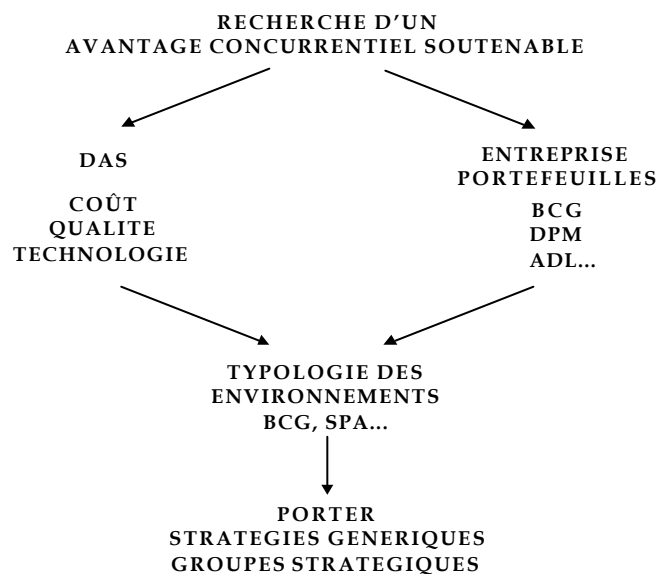 RECHERCHE D'UN
AVANTAGE CONCURRENTIEL SOUTENABLE
DAS
COÛT
QUALITE
TECHNOLOGIE
ENTREPRISE
PORTEFEUILLES
BCG
DPM
ADL...
TYPOLOGIE DES
ENVIRONNEMENTS
BCG, SPA...
PORTER
STRATEGIES GENERIQUES
GROUPES STRATEGIQUES